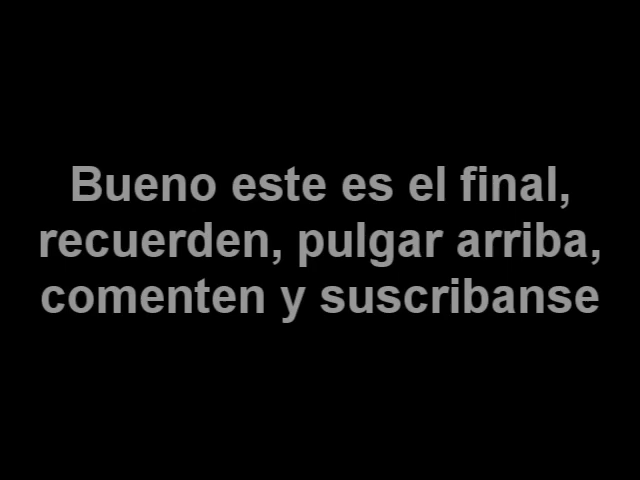 Bueno este es el final,
recuerden, pulgar arriba,
comenten y suscribanse